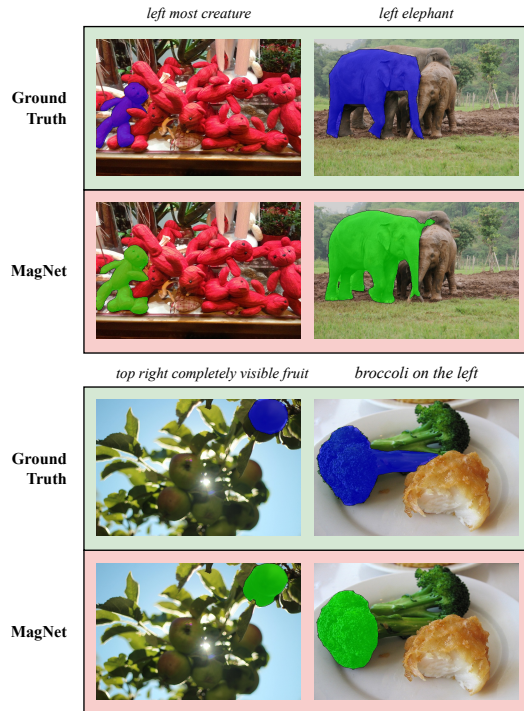 left most creature
left elephant
Ground
Truth
MagNet
top right completely visible fruit
broccoli on the left
Ground
Truth
MagNet